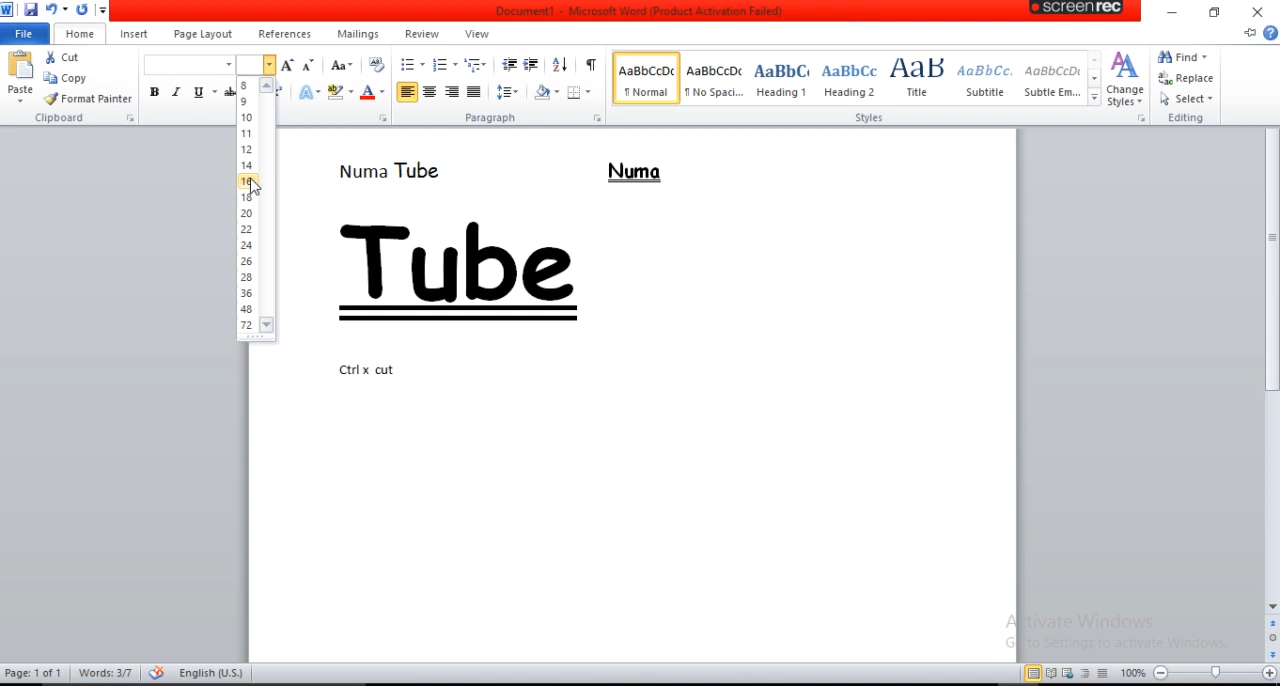 Document1 - Microsoft Word (Product Activation Failed)
screenrec
File Home Insert Page Layout References Mailings Review View
Paste
Cut
Copy
Format Painter
Clipboard
Aa
B I U abe
A ab A
Paragraph
AaBbCcDc AaBbCcDc AaBbC AaBbCc AaB AaBbCc. AaBbCcDc
¶ Normal ¶ No Spaci... Heading 1 Heading 2 Title Subtitle Subtle Em...
Change Styles
Styles
Find
Replace
Select
Editing
8
9
10
11
12
14
16
18
20
22
24
26
28
36
48
72
Numa Tube Numa
Tube
Ctrl x cut
Activate Windows
Go to Settings to activate Windows.
Page: 1 of 1 Words: 3/7 English (U.S.) 100%